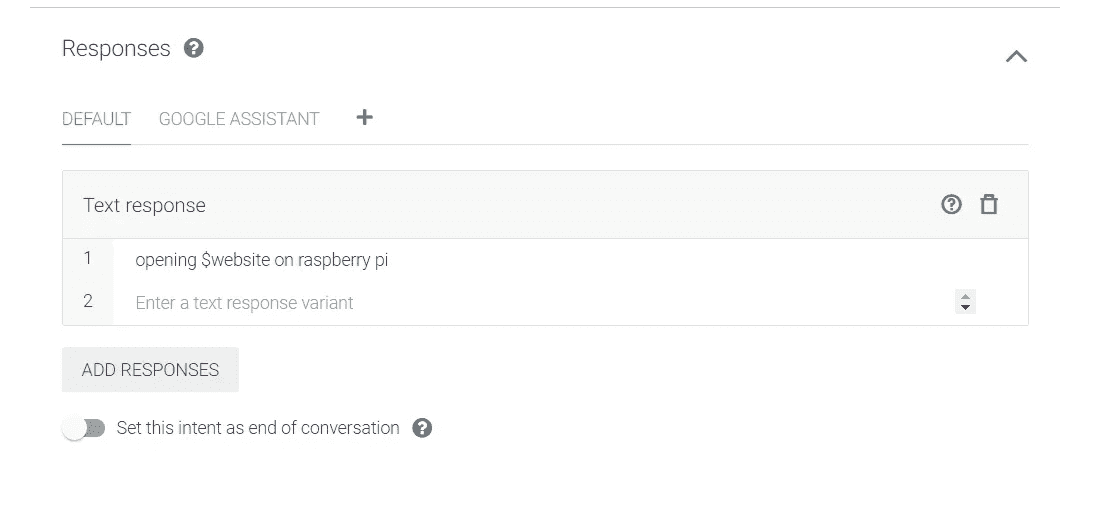 Responses
DEFAULT GOOGLE ASSISTANT
Text response
1 opening $website on raspberry pi
2 Enter a text response variant
ADD RESPONSES
Set this intent as end of conversation